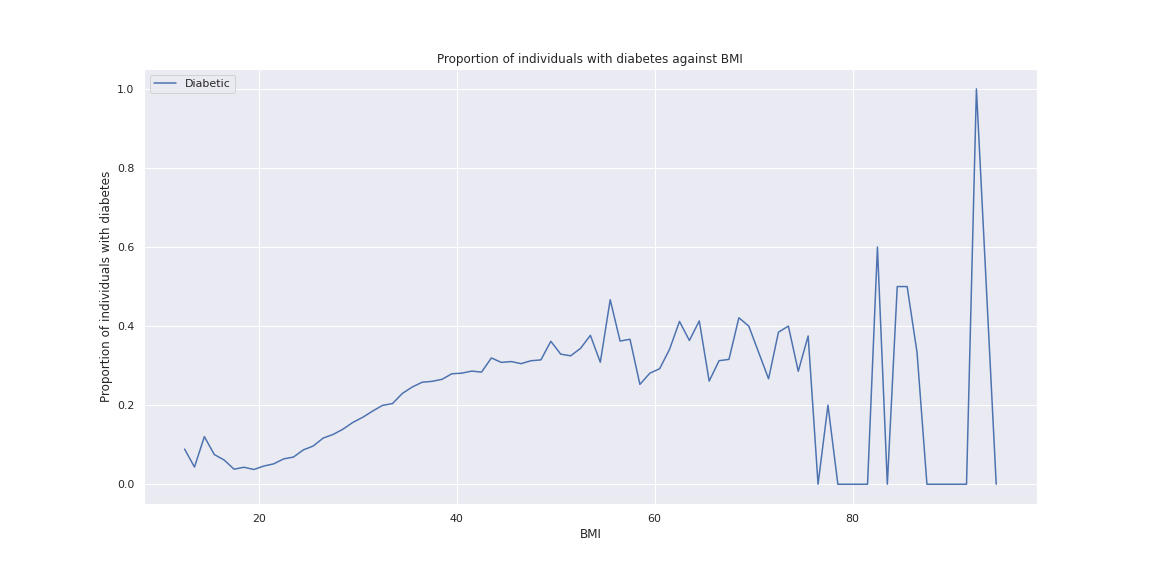 Proportion of individuals with diabetes against BMI
Diabetic
1.0
0.8
0.6
0.4
0.2
0.0
Proportion of individuals with diabetes
20 40 60 80
BMI